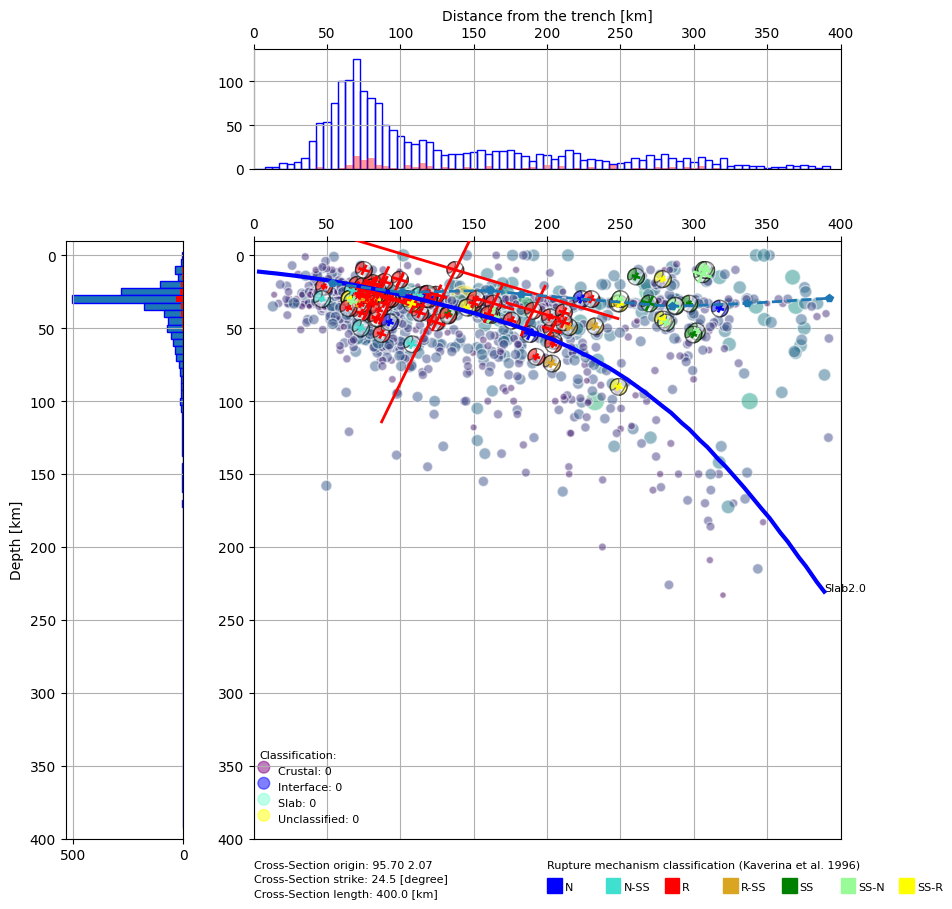 Distance from the trench [km]
0 50 100 150 200 250 300 350 400
100
50
0
0 50 100 150 200 250 300 350 400
0 0
50 50
100 100
150 150
200 200
250 250
300 300
350 350
400 400
Depth [km]
500 0
Slab2.0
Classification:
Crustal: 0
Interface: 0
Slab: 0
Unclassified: 0
Cross-Section origin: 95.70 2.07
Cross-Section strike: 24.5 [degree]
Cross-Section length: 400.0 [km]
Rupture mechanism classification (Kaverina et al. 1996)
N N-SS R R-SS SS SS-N SS-R